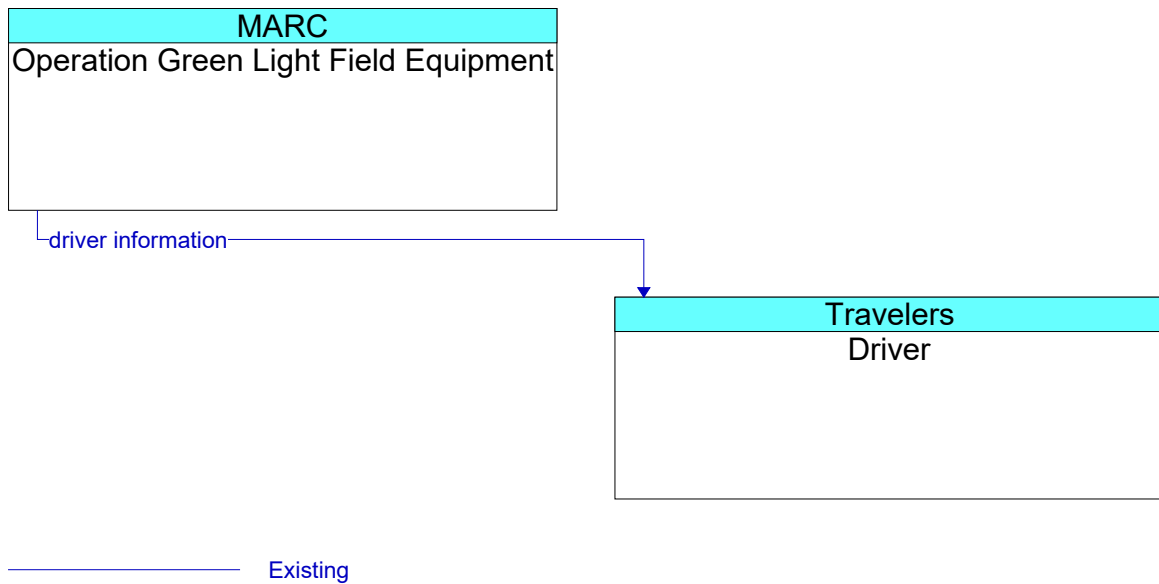 MARC
Operation Green Light Field Equipment
driver information
Travelers
Driver
Existing